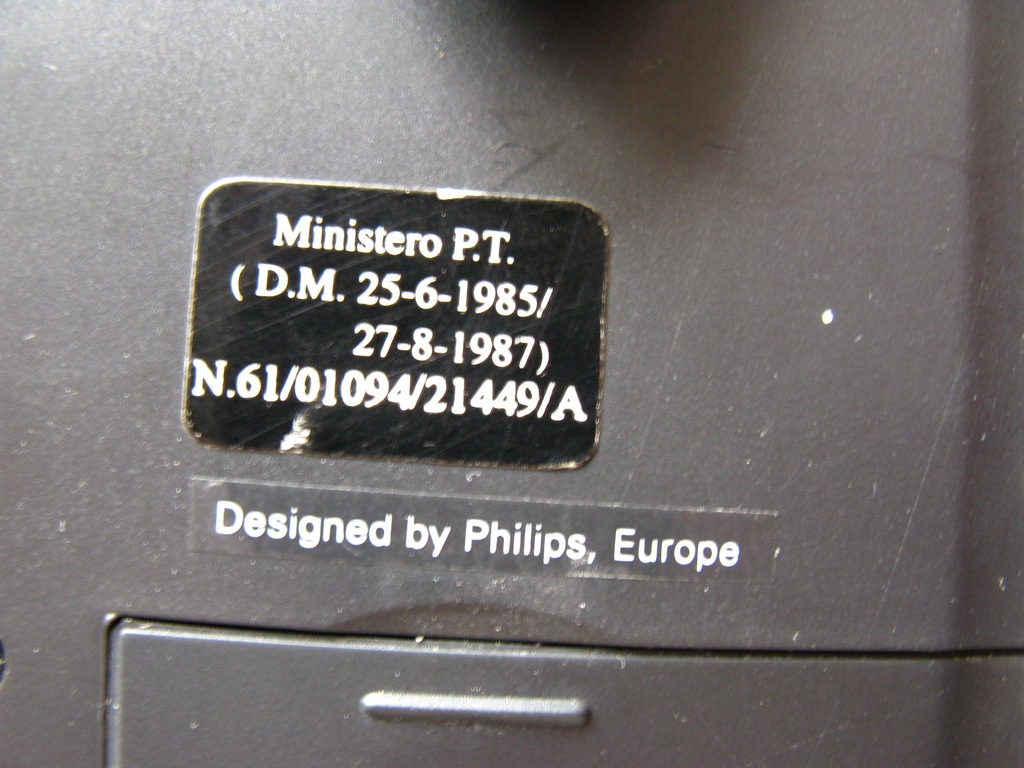 Ministero P.T.
( D.M. 25-6-1985/
27-8-1987)
N.61/01094/21449/A
Designed by Philips, Europe